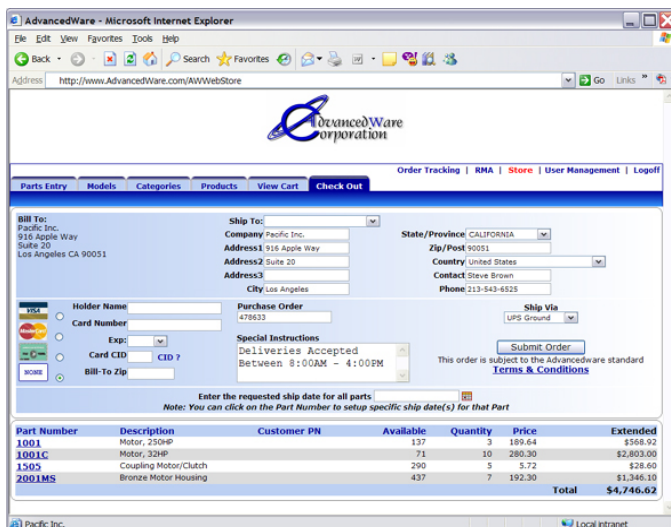 AdvancedWare - Microsoft Internet Explorer
File Edit View Favorites Tools Help
Back Search Favorites
Address http://www.AdvancedWare.com/AWWebStore Go Links »
AdvancedWare
Corporation
Order Tracking | RMA | Store | User Management | Logoff
Parts Entry Models Categories Products View Cart Check Out
Bill To:
Pacific Inc.
916 Apple Way
Suite 20
Los Angeles CA 90051
Ship To:
Company Pacific Inc.
Address1 916 Apple Way
Address2 Suite 20
Address3
City Los Angeles
State/Province CALIFORNIA
Zip/Post 90051
Country United States
Contact Steve Brown
Phone 213-543-6525
VISA
MasterCard
NONE
Holder Name
Card Number
Exp:
Card CID CID ?
Bill-To Zip
Purchase Order
478633
Special Instructions
Deliveries Accepted
Between 8:00AM - 4:00PM
Ship Via
UPS Ground
Submit Order
This order is subject to the Advancedware standard
Terms & Conditions
Enter the requested ship date for all parts
Note: You can click on the Part Number to setup specific ship date(s) for that Part
Part Number Description Customer PN Available Quantity Price Extended
1001 Motor, 250HP 137 3 189.64 $568.92
1001C Motor, 32HP 71 10 280.30 $2,803.00
1505 Coupling Motor/Clutch 290 5 5.72 $28.60
2001MS Bronze Motor Housing 437 7 192.30 $1,346.10
Total $4,746.62
Pacific Inc. Local intranet